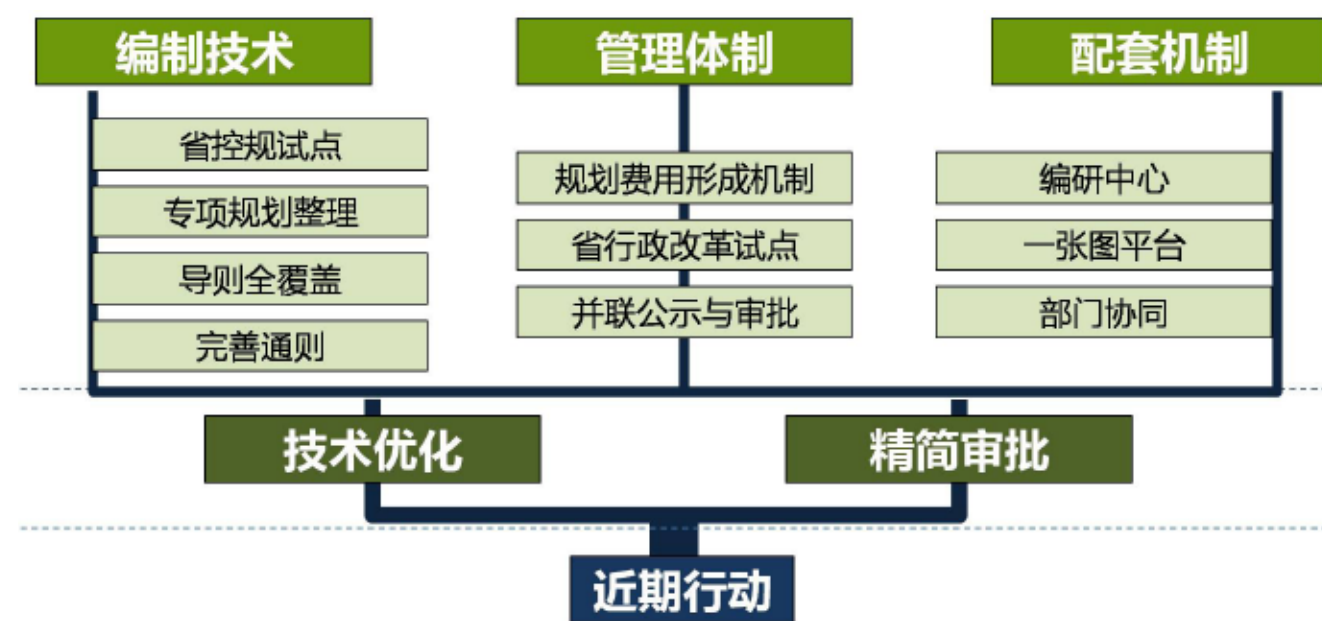 编制技术
管理体制
配套机制
省控规试点
专项规划整理
导则全覆盖
完善通则
规划费用形成机制
省行政改革试点
并联公示与审批
编研中心
一张图平台
部门协同
技术优化
精简审批
近期行动